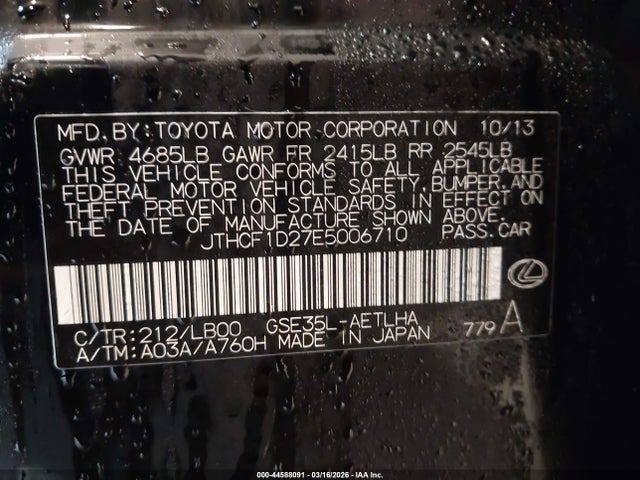 MFD. BY: TOYOTA MOTOR CORPORATION 10/13
GVWR 4685LB GAWR FR 2415LB RR 2545LB
THIS VEHICLE CONFORMS TO ALL APPLICABLE
FEDERAL MOTOR VEHICLE SAFETY, BUMPER, AND
THEFT PREVENTION STANDARDS IN EFFECT ON
THE DATE OF MANUFACTURE SHOWN ABOVE.
JTHCF1D27E5006710 PASS.CAR
C/TR:212/LB00 GSE35L-AETLHA
A/TM:A03A/A760H MADE IN JAPAN 779 A
000-44588091 - 03/16/2026 - IAA Inc.